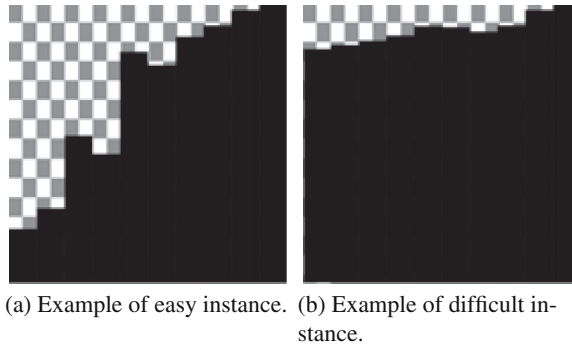 (a) Example of easy instance. (b) Example of difficult in-
stance.